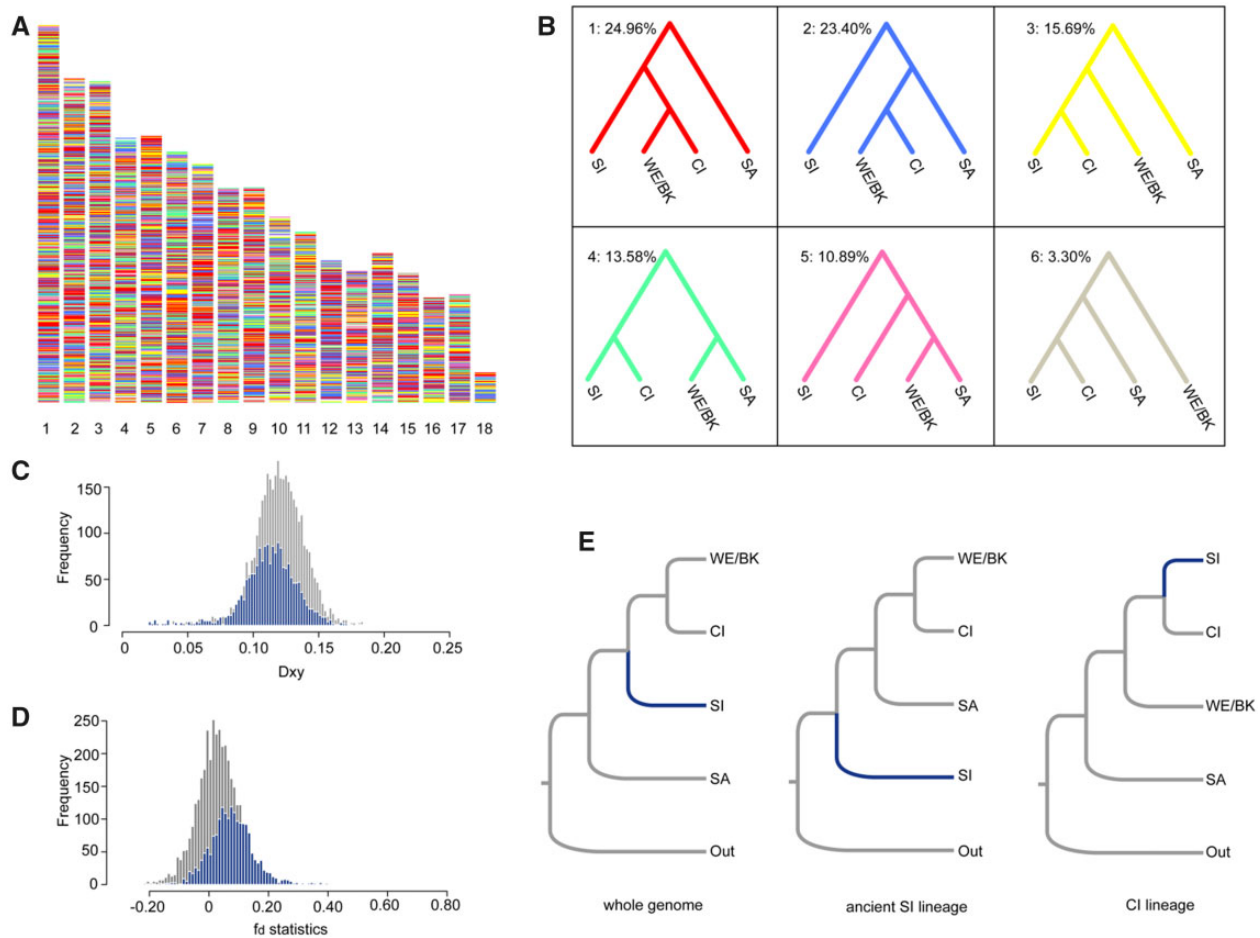 A
1 2 3 4 5 6 7 8 9 10 11 12 13 14 15 16 17 18
B
1: 24.96%
SI WE/BK CI SA
2: 23.40%
SI WE/BK CI SA
3: 15.69%
SI CI WE/BK SA
4: 13.58%
SI CI WE/BK SA
5: 10.89%
SI CI WE/BK SA
6: 3.30%
SI CI SA WE/BK
C
Frequency
150
100
50
0
0 0.05 0.10 0.15 0.20 0.25
Dxy
D
Frequency
250
200
150
100
50
0
-0.20 0 0.20 0.40 0.60 0.80
fd statistics
E
WE/BK
CI
SI
SA
Out
whole genome
WE/BK
CI
SA
SI
Out
ancient SI lineage
SI
CI
WE/BK
SA
Out
CI lineage